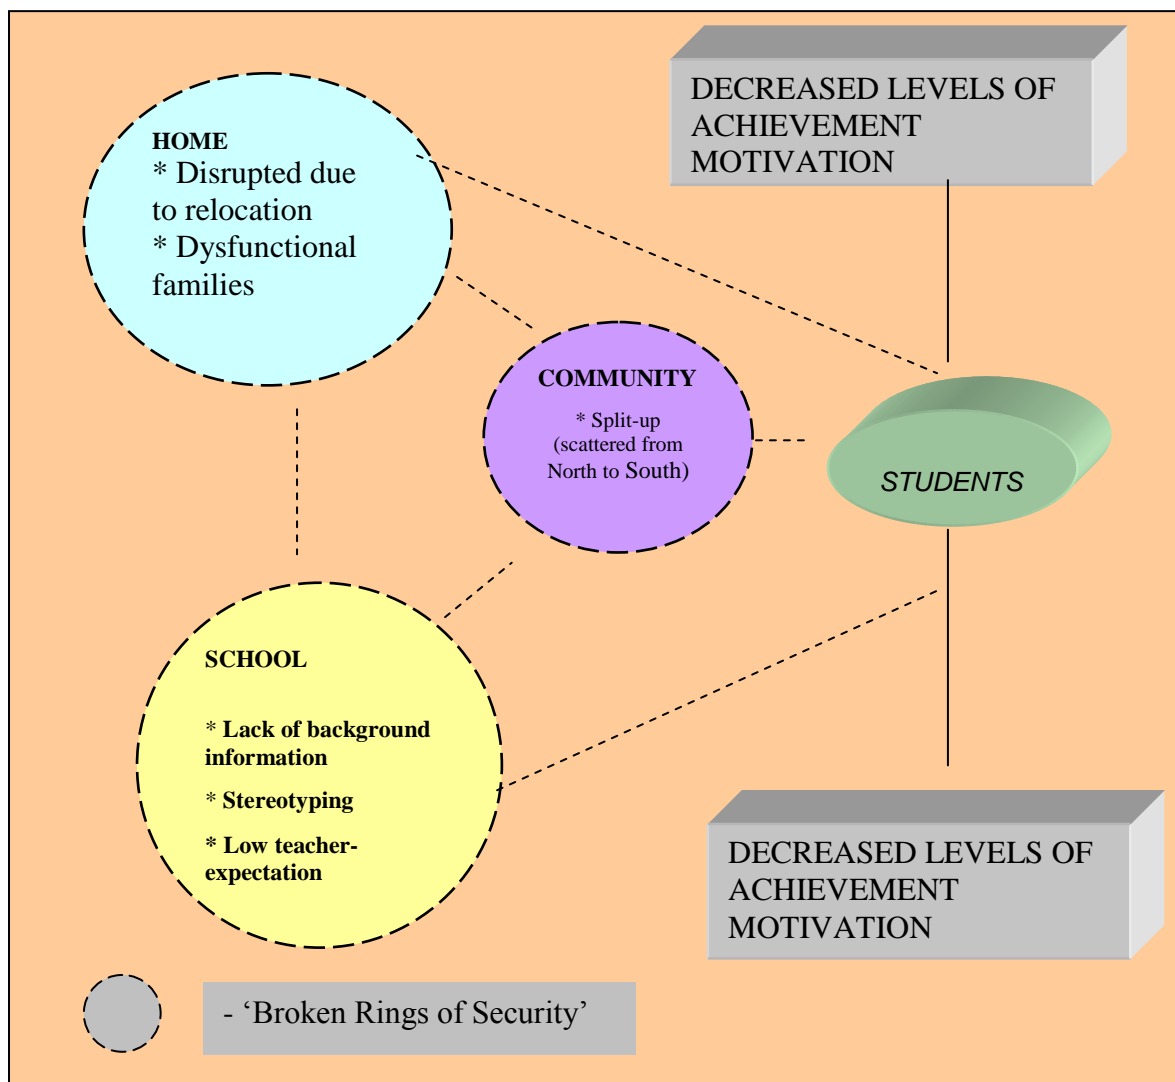 DECREASED LEVELS OF
ACHIEVEMENT
MOTIVATION
HOME
* Disrupted due
to relocation
* Dysfunctional
families
COMMUNITY
* Split-up
(scattered from
North to South)
STUDENTS
SCHOOL
* Lack of background
information
* Stereotyping
* Low teacher-
expectation
DECREASED LEVELS OF
ACHIEVEMENT
MOTIVATION
- ‘Broken Rings of Security’